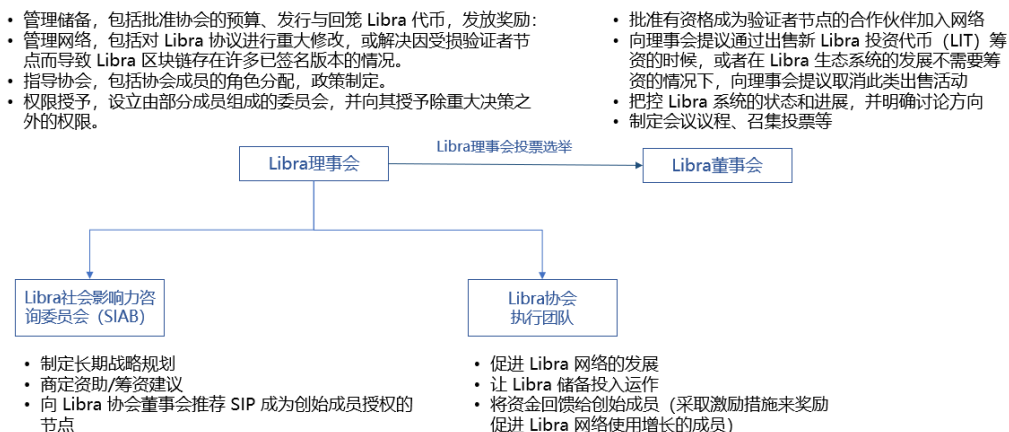 • 管理储备，包括批准协会的预算、发行与回笼 Libra 代币，发放奖励：
• 管理网络，包括对 Libra 协议进行重大修改，或解决因受损验证者节
点而导致 Libra 区块链存在许多已签名版本的情况。
• 指导协会，包括协会成员的角色分配，政策制定。
• 权限授予，设立由部分成员组成的委员会，并向其授予除重大决策之
外的权限。
• 批准有资格成为验证者节点的合作伙伴加入网络
• 向理事会提议通过出售新 Libra 投资代币（LIT）筹
资的时候，或者在 Libra 生态系统的发展不需要筹
资的情况下，向理事会提议取消此类出售活动
• 把控 Libra 系统的状态和进展，并明确讨论方向
• 制定会议议程、召集投票等
Libra理事会
Libra理事会投票选举
Libra董事会
Libra社会影响力咨
询委员会（SIAB）
Libra协会
执行团队
• 制定长期战略规划
• 商定资助/筹资建议
• 向 Libra 协会董事会推荐 SIP 成为创始成员授权的
节点
• 促进 Libra 网络的发展
• 让 Libra 储备投入运作
• 将资金回馈给创始成员（采取激励措施来奖励
促进 Libra 网络使用增长的成员）